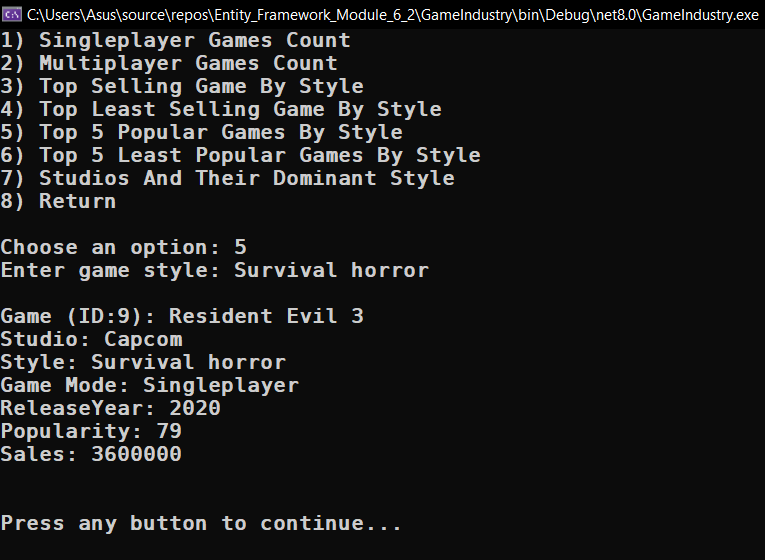 C:\Users\Asus\source\repos\Entity_Framework_Module_6_2\GameIndustry\bin\Debug\net8.0\GameIndustry.exe
1) Singleplayer Games Count
2) Multiplayer Games Count
3) Top Selling Game By Style
4) Top Least Selling Game By Style
5) Top 5 Popular Games By Style
6) Top 5 Least Popular Games By Style
7) Studios And Their Dominant Style
8) Return
Choose an option: 5
Enter game style: Survival horror
Game (ID:9): Resident Evil 3
Studio: Capcom
Style: Survival horror
Game Mode: Singleplayer
ReleaseYear: 2020
Popularity: 79
Sales: 3600000
Press any button to continue...